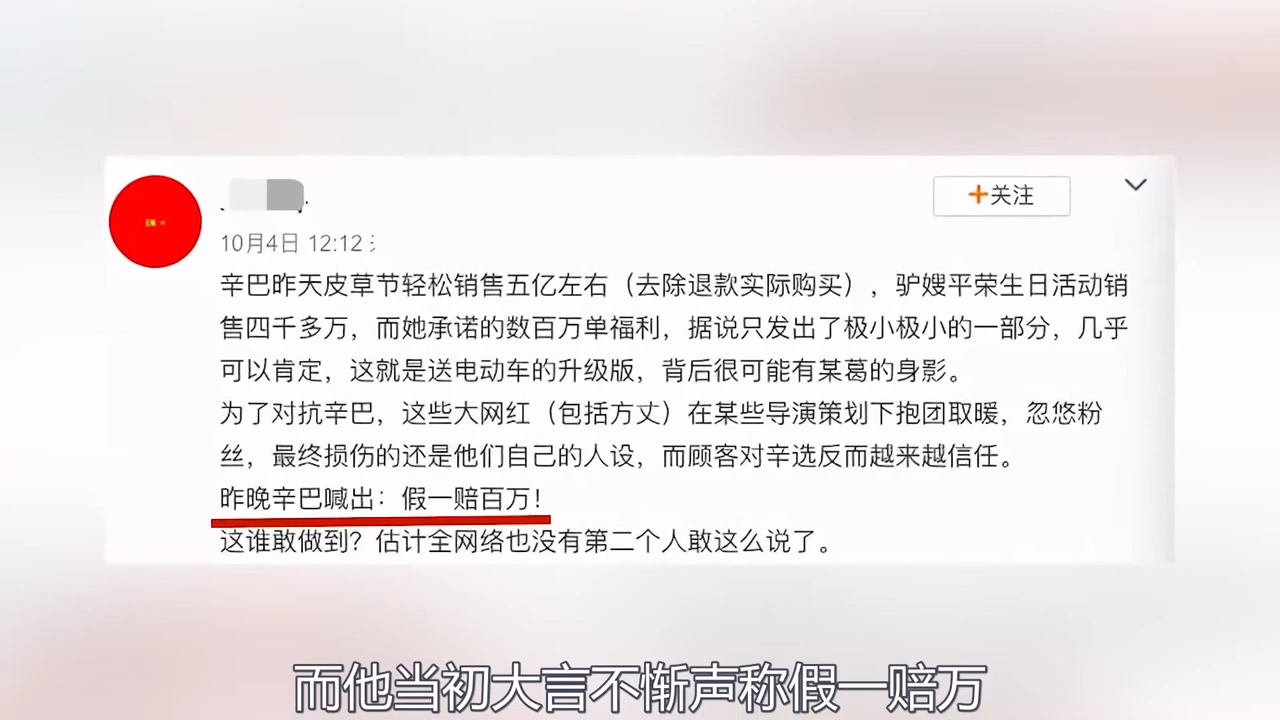 +关注
10月4日 12:12
辛巴昨天皮草节轻松销售五亿左右（去除退款实际购买），驴嫂平荣生日活动销
售四千多万，而她承诺的数百万单福利，据说只发出了极小极小的一部分，几乎
可以肯定，这就是送电动车的升级版，背后很可能有某葛的身影。
为了对抗辛巴，这些大网红（包括方丈）在某些导演策划下抱团取暖，忽悠粉
丝，最终损伤的还是他们自己的人设，而顾客对辛选反而越来越信任。
昨晚辛巴喊出：假一赔百万！
这谁敢做到？估计全网络也没有第二个人敢这么说了。
而他当初大言不惭声称假一赔万